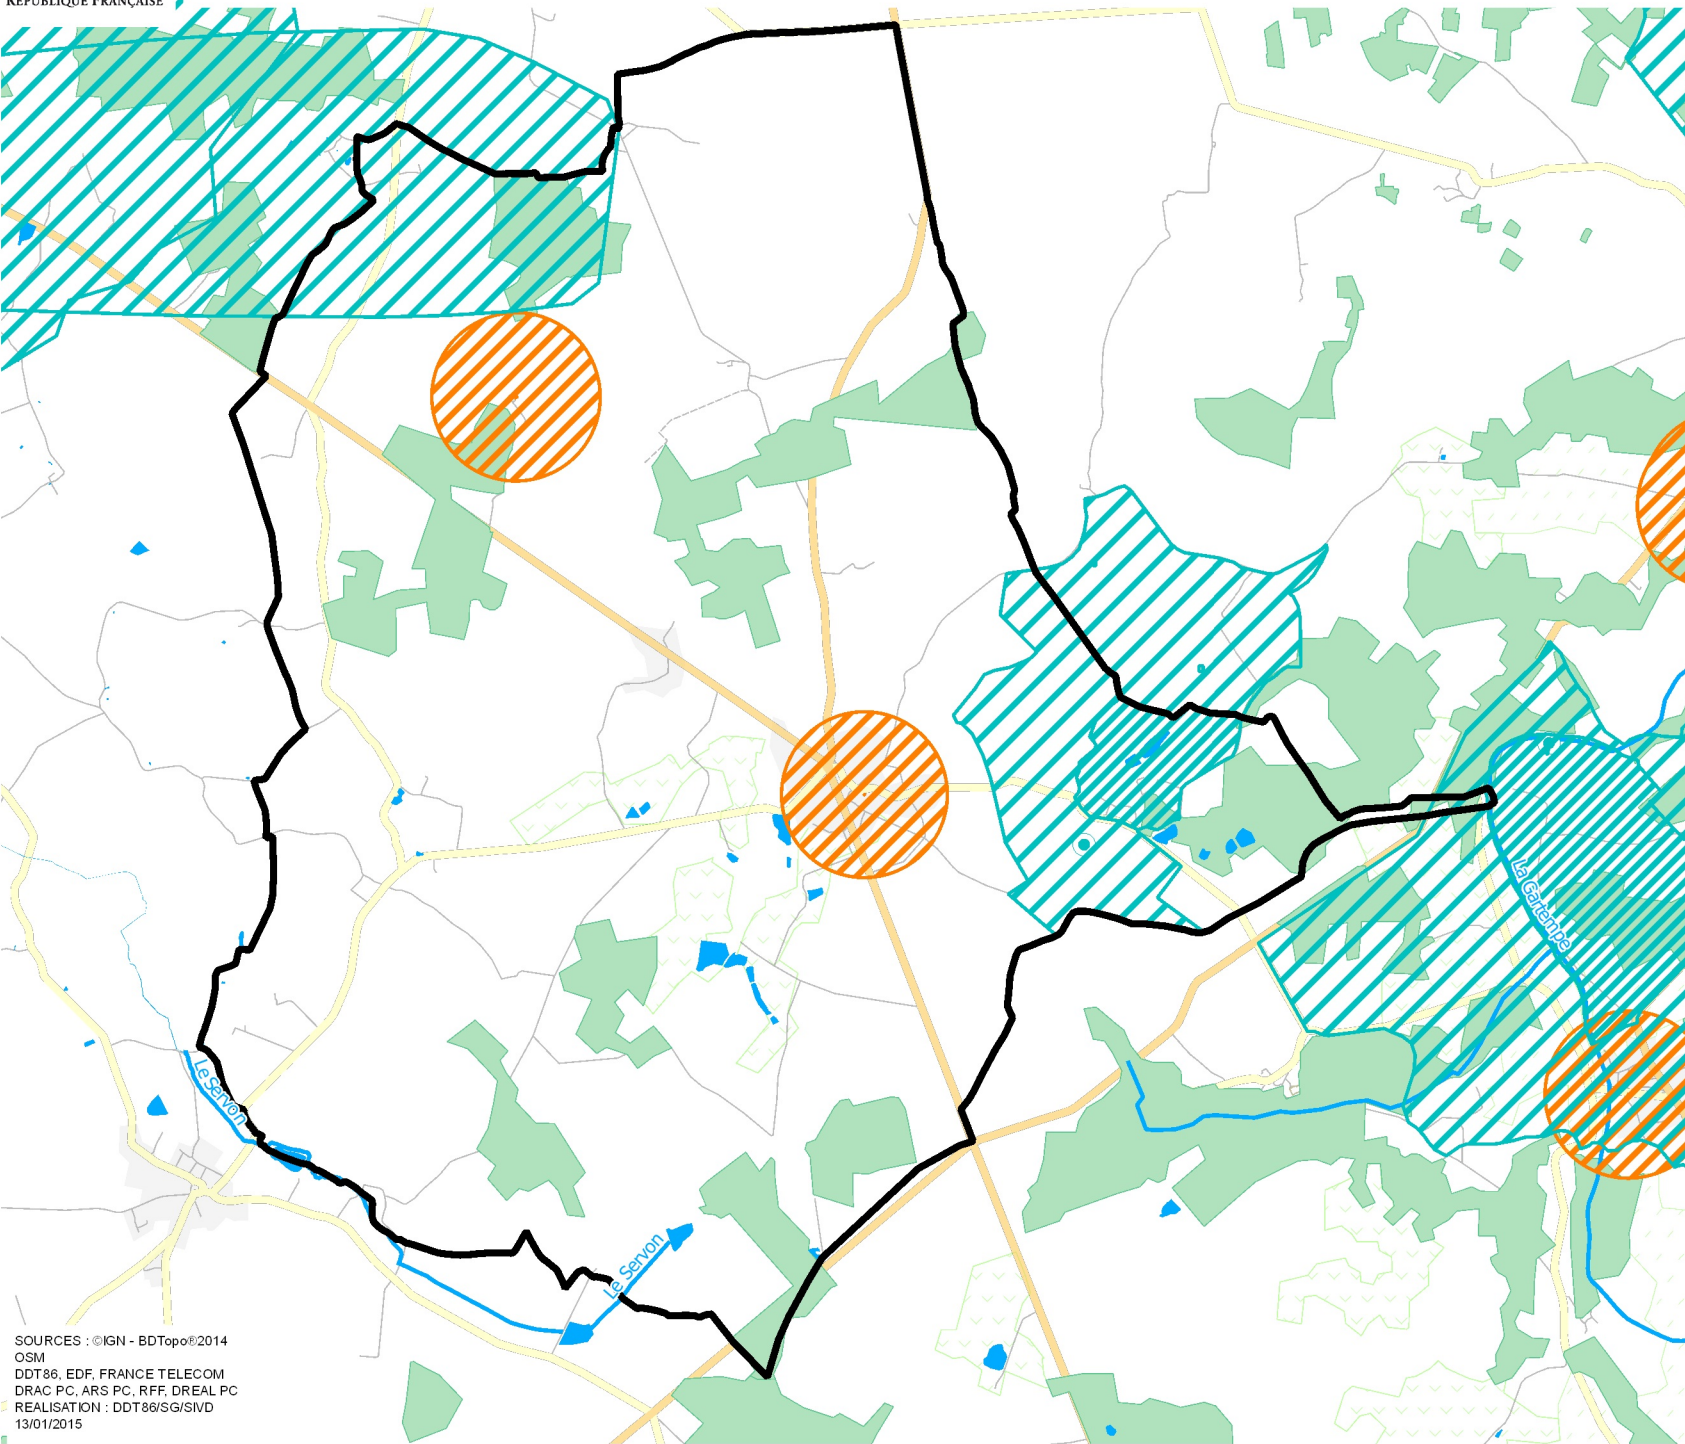 RÉPUBLIQUE FRANÇAISE
La Gartempe
Le Servon
Le Servon
SOURCES : ©IGN - BDTopo®2014
OSM
DDT86, EDF, FRANCE TELECOM
DRAC PC, ARS PC, RFF, DREAL PC
REALISATION : DDT86/SG/SIVD
13/01/2015